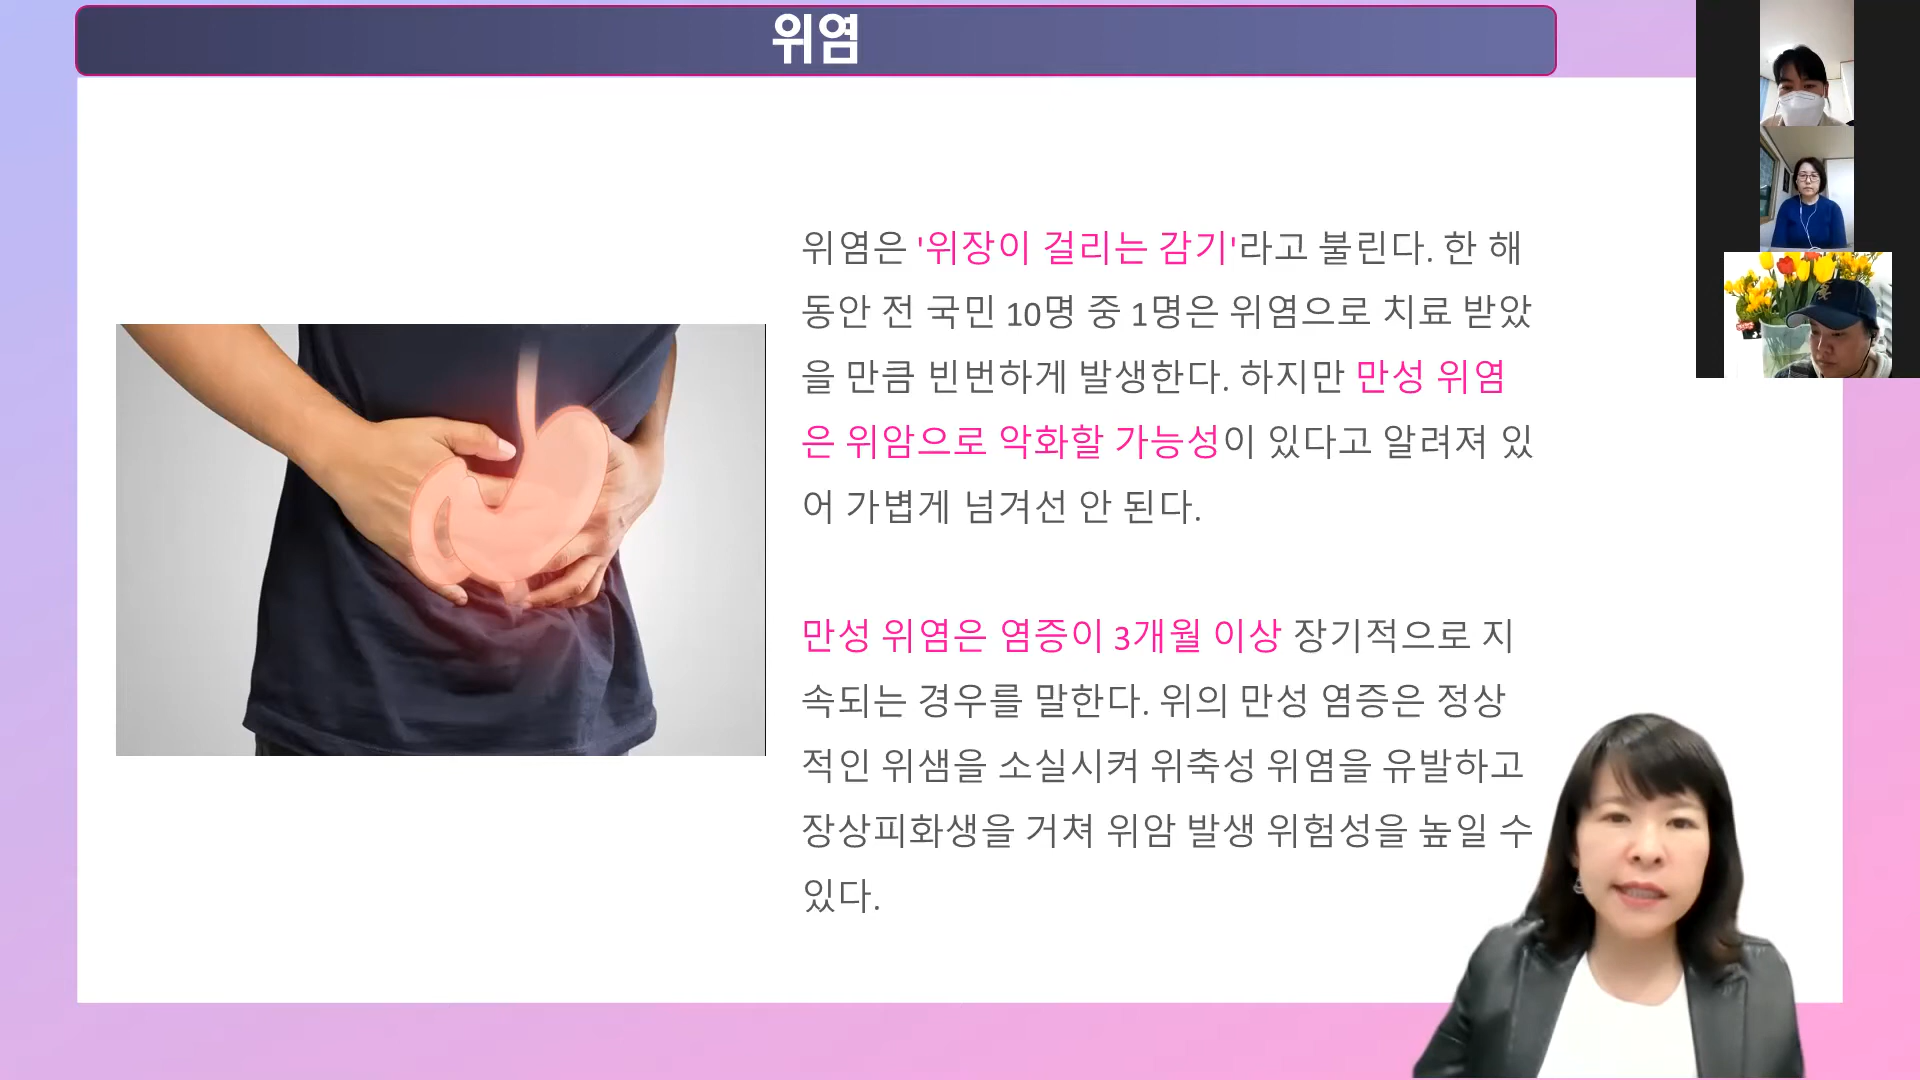 위염
위염은 '위장이 걸리는 감기'라고 불린다. 한 해
동안 전 국민 10명 중 1명은 위염으로 치료 받았
을 만큼 빈번하게 발생한다. 하지만 만성 위염
은 위암으로 악화할 가능성이 있다고 알려져 있
어 가볍게 넘겨선 안 된다.
만성 위염은 염증이 3개월 이상 장기적으로 지
속되는 경우를 말한다. 위의 만성 염증은 정상
적인 위샘을 소실시켜 위축성 위염을 유발하고
장상피화생을 거쳐 위암 발생 위험성을 높일 수
있다.